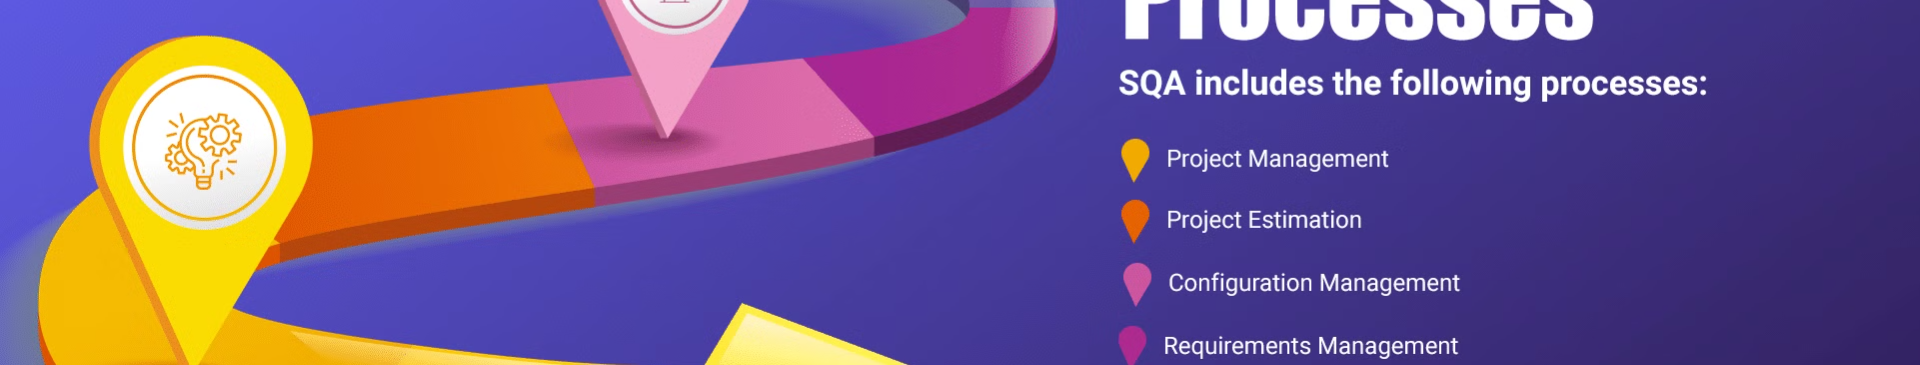 Processes
SQA includes the following processes:
Project Management
Project Estimation
Configuration Management
Requirements Management